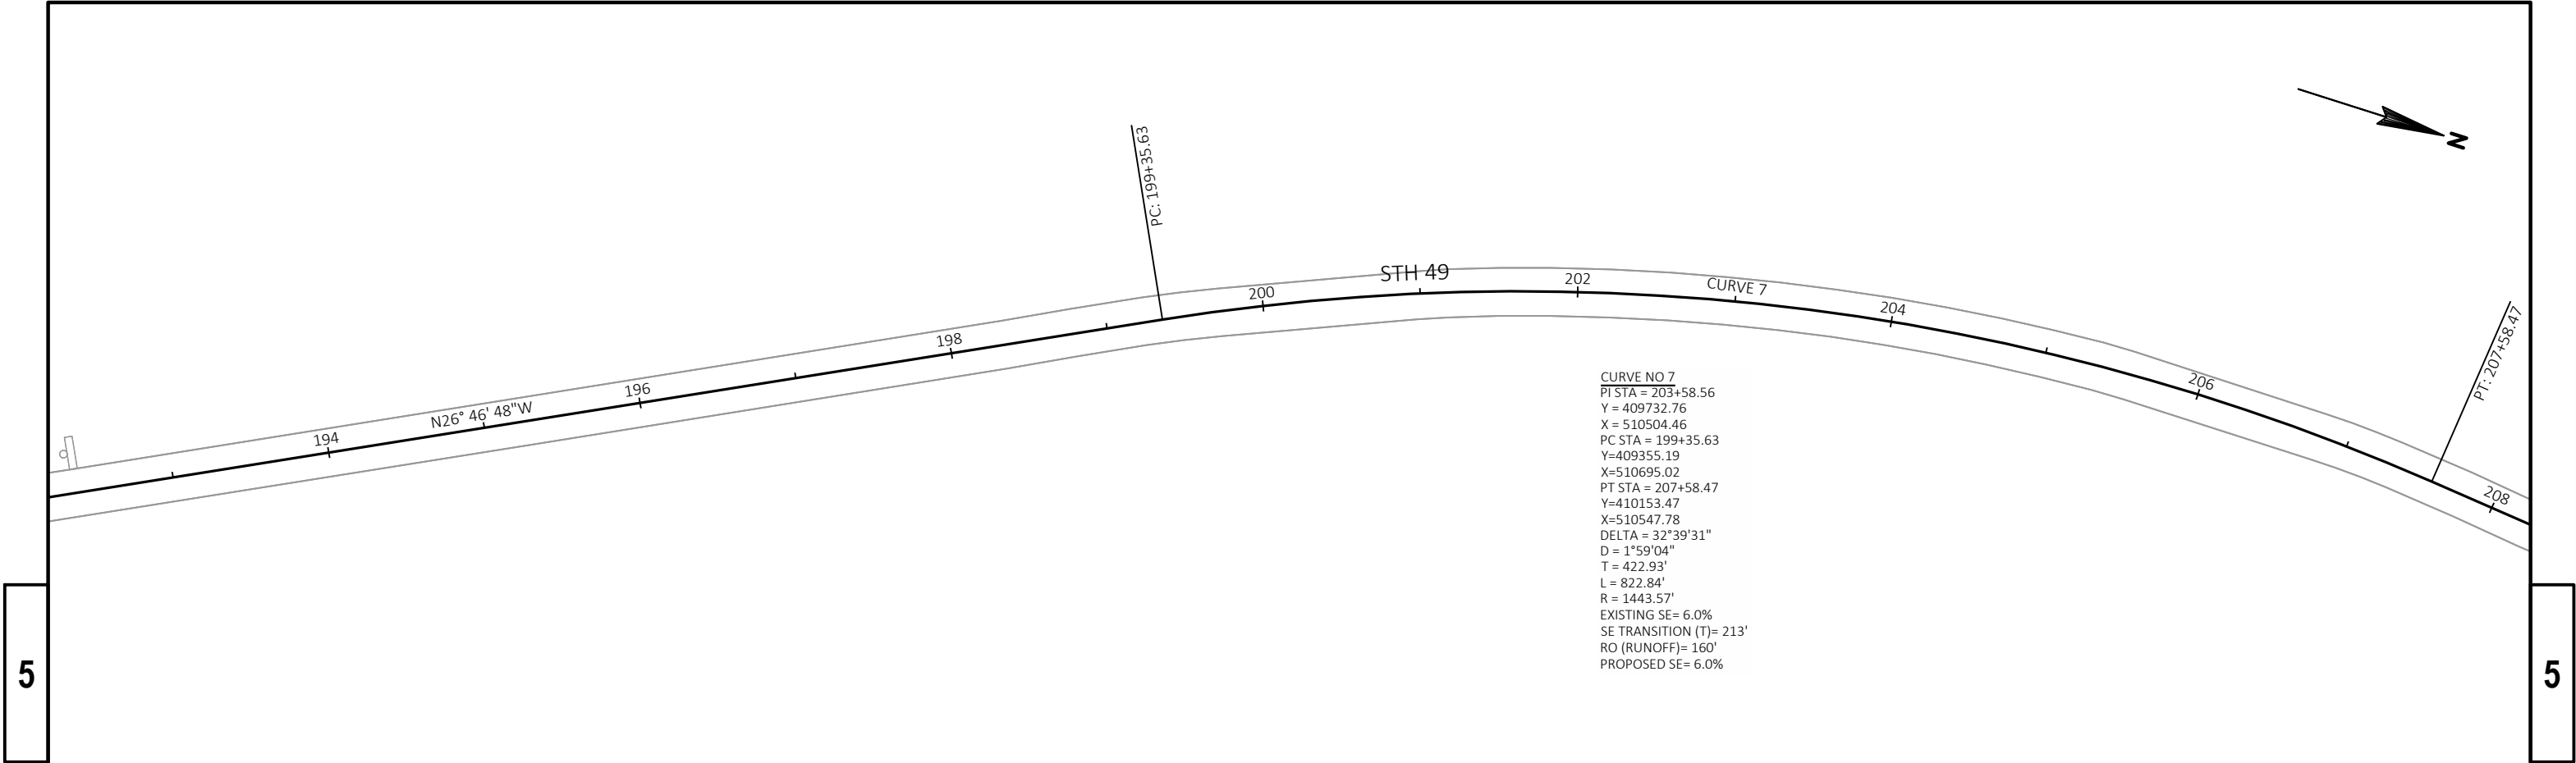 N
PC: 199+35.63
STH 49
202
CURVE 7
200
204
PT: 207+58.47
198
206
196
N26° 46' 48"W
194
208
CURVE NO 7
PI STA = 203+58.56
Y = 409732.76
X = 510504.46
PC STA = 199+35.63
Y=409355.19
X=510695.02
PT STA = 207+58.47
Y=410153.47
X=510547.78
DELTA = 32°39'31"
D = 1°59'04"
T = 422.93'
L = 822.84'
R = 1443.57'
EXISTING SE= 6.0%
SE TRANSITION (T)= 213'
RO (RUNOFF)= 160'
PROPOSED SE= 6.0%
5
5